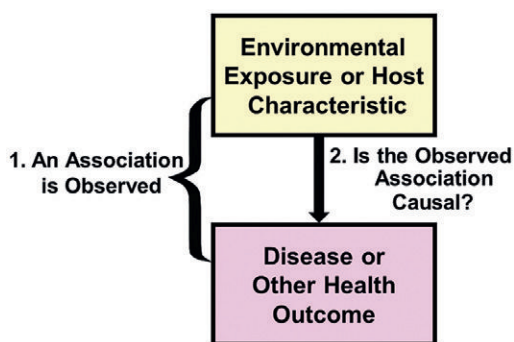 Environmental
Exposure or Host
Characteristic
1. An Association
is Observed
2. Is the Observed
Association
Causal?
Disease or
Other Health
Outcome